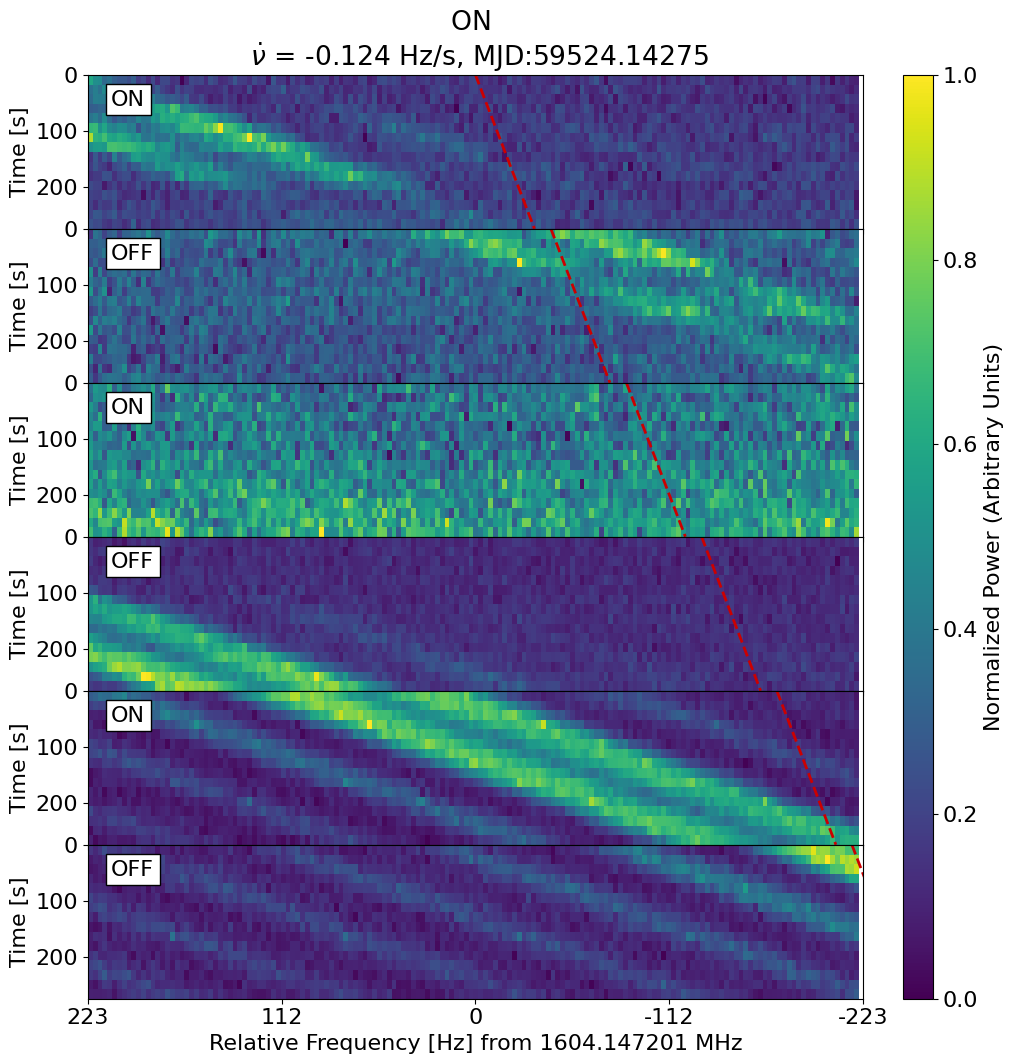 ON
ν̇ = -0.124 Hz/s, MJD:59524.14275
0
ON
100
Time [s]
200
0
OFF
100
Time [s]
200
0
ON
100
Time [s]
200
0
OFF
100
Time [s]
200
0
ON
100
Time [s]
200
0
OFF
100
Time [s]
200
223 112 0 -112 -223
Relative Frequency [Hz] from 1604.147201 MHz
1.0
0.8
0.6
0.4
0.2
0.0
Normalized Power (Arbitrary Units)